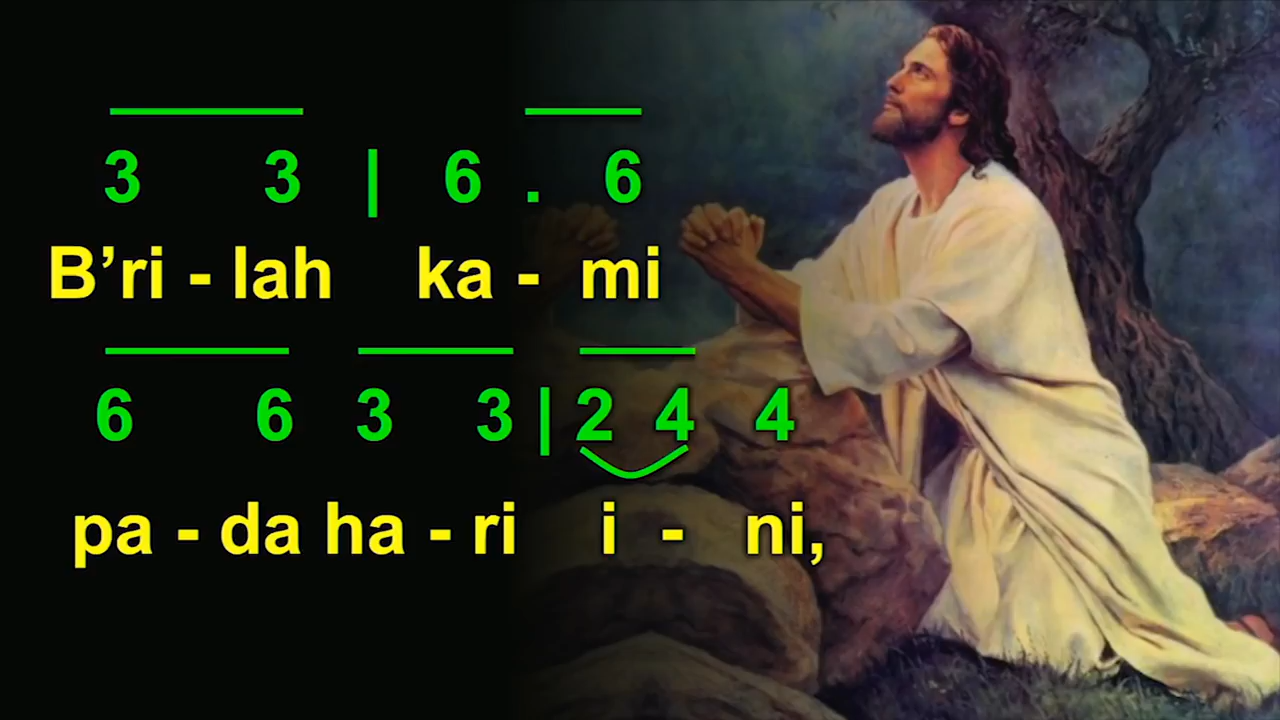 3 3 | 6 . 6
B’ri - lah ka - mi
6 6 3 3 | 2 4 4
pa - da ha - ri i - ni,